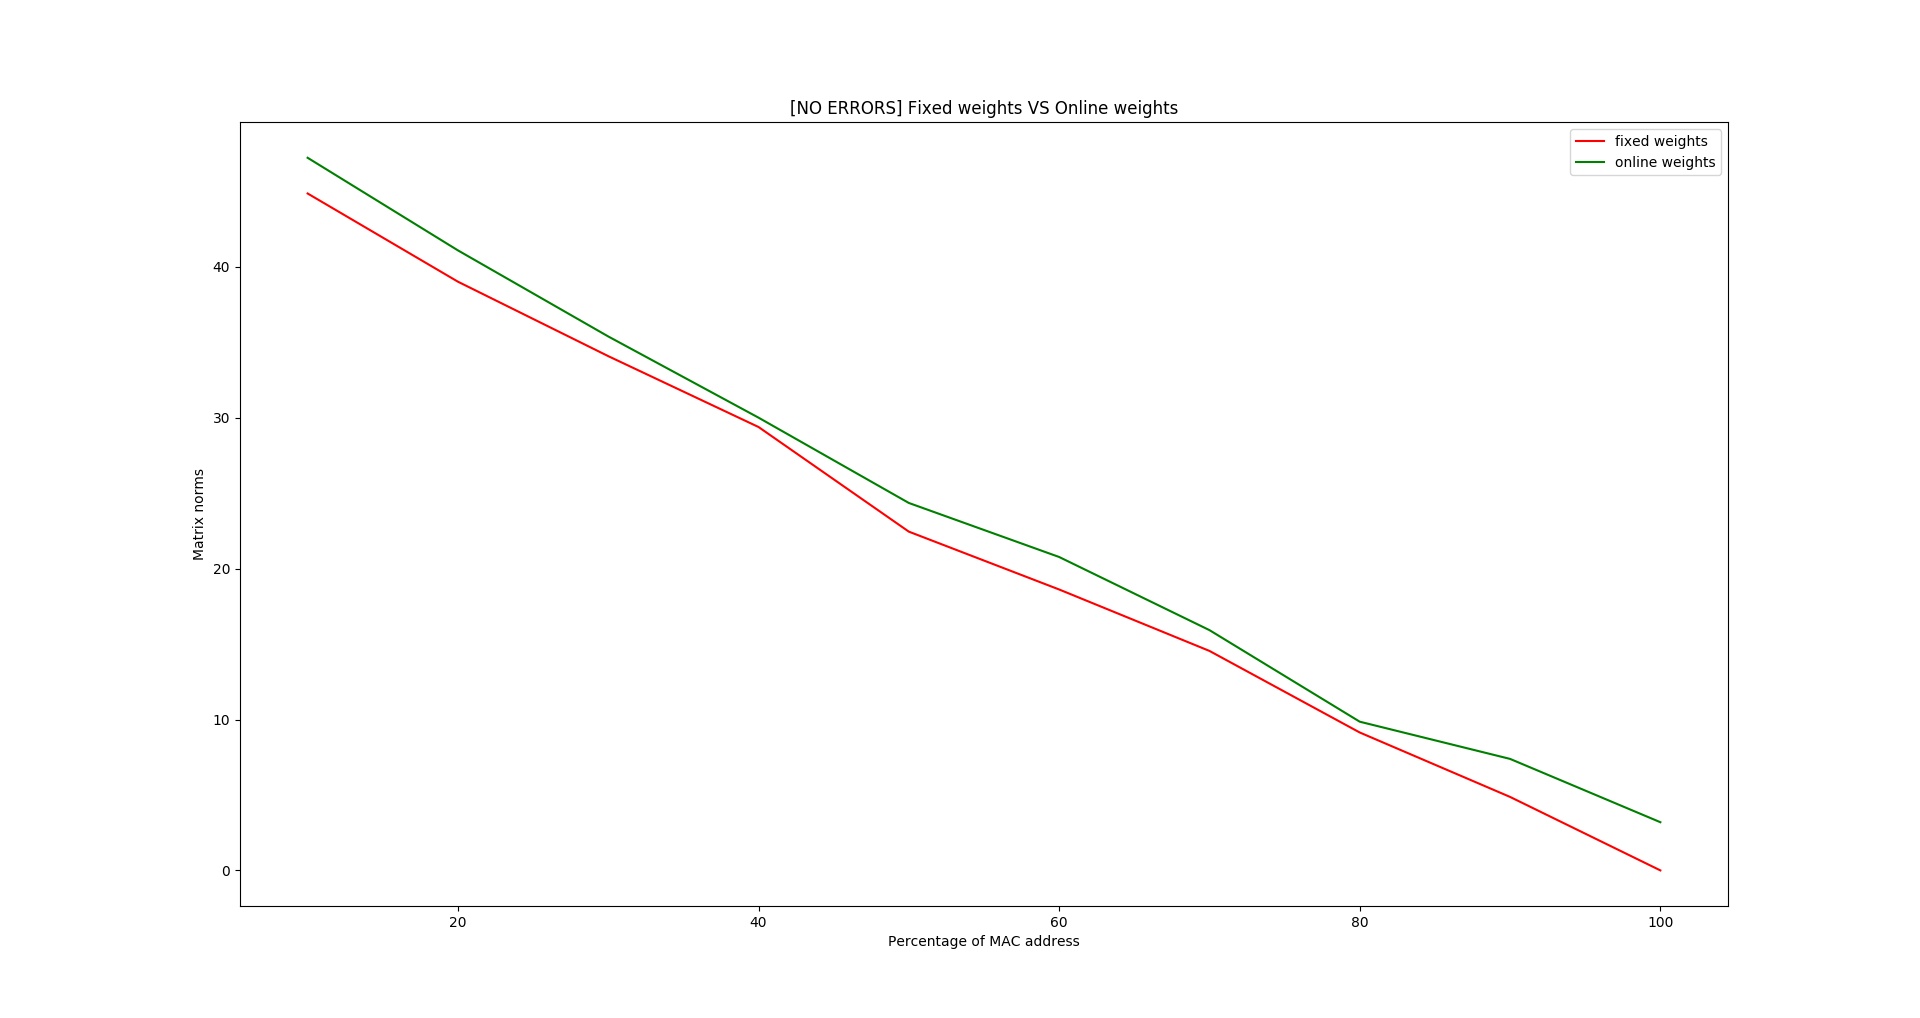 [NO ERRORS] Fixed weights VS Online weights
fixed weights
online weights
40
30
20
10
0
Matrix norms
20
40
60
80
100
Percentage of MAC address